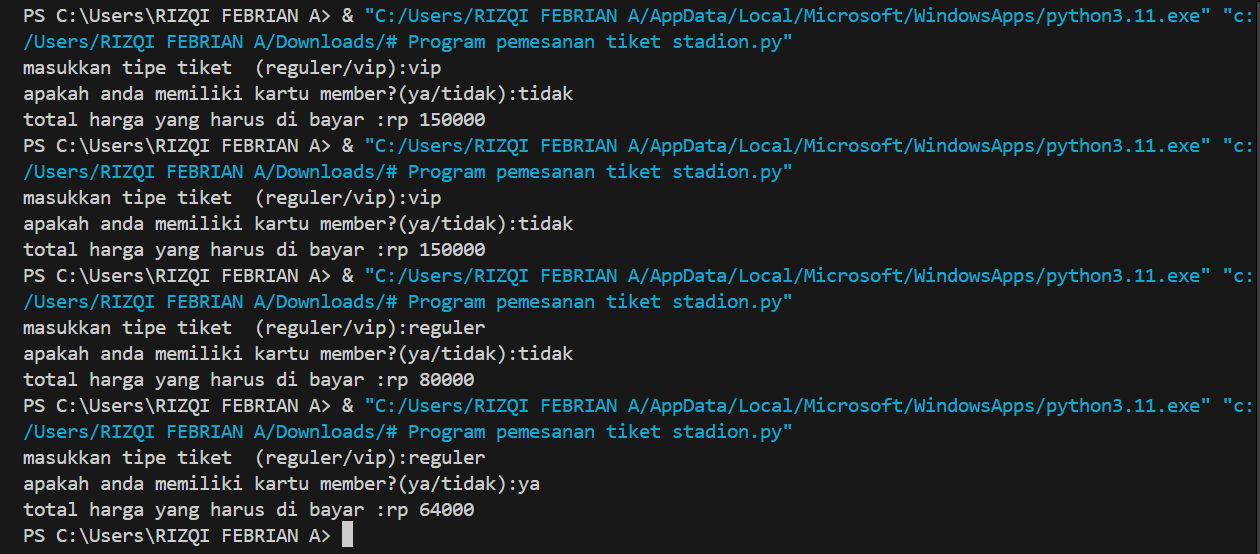 PS C:\Users\RIZQI FEBRIAN A> & "C:/Users/RIZQI FEBRIAN A/AppData/Local/Microsoft/WindowsApps/python3.11.exe" "c:
/Users/RIZQI FEBRIAN A/Downloads/# Program pemesanan tiket stadion.py"
masukkan tipe tiket  (reguler/vip):vip
apakah anda memiliki kartu member?(ya/tidak):tidak
total harga yang harus di bayar :rp 150000
PS C:\Users\RIZQI FEBRIAN A> & "C:/Users/RIZQI FEBRIAN A/AppData/Local/Microsoft/WindowsApps/python3.11.exe" "c:
/Users/RIZQI FEBRIAN A/Downloads/# Program pemesanan tiket stadion.py"
masukkan tipe tiket  (reguler/vip):vip
apakah anda memiliki kartu member?(ya/tidak):tidak
total harga yang harus di bayar :rp 150000
PS C:\Users\RIZQI FEBRIAN A> & "C:/Users/RIZQI FEBRIAN A/AppData/Local/Microsoft/WindowsApps/python3.11.exe" "c:
/Users/RIZQI FEBRIAN A/Downloads/# Program pemesanan tiket stadion.py"
masukkan tipe tiket  (reguler/vip):reguler
apakah anda memiliki kartu member?(ya/tidak):tidak
total harga yang harus di bayar :rp 80000
PS C:\Users\RIZQI FEBRIAN A> & "C:/Users/RIZQI FEBRIAN A/AppData/Local/Microsoft/WindowsApps/python3.11.exe" "c:
/Users/RIZQI FEBRIAN A/Downloads/# Program pemesanan tiket stadion.py"
masukkan tipe tiket  (reguler/vip):reguler
apakah anda memiliki kartu member?(ya/tidak):ya
total harga yang harus di bayar :rp 64000
PS C:\Users\RIZQI FEBRIAN A>